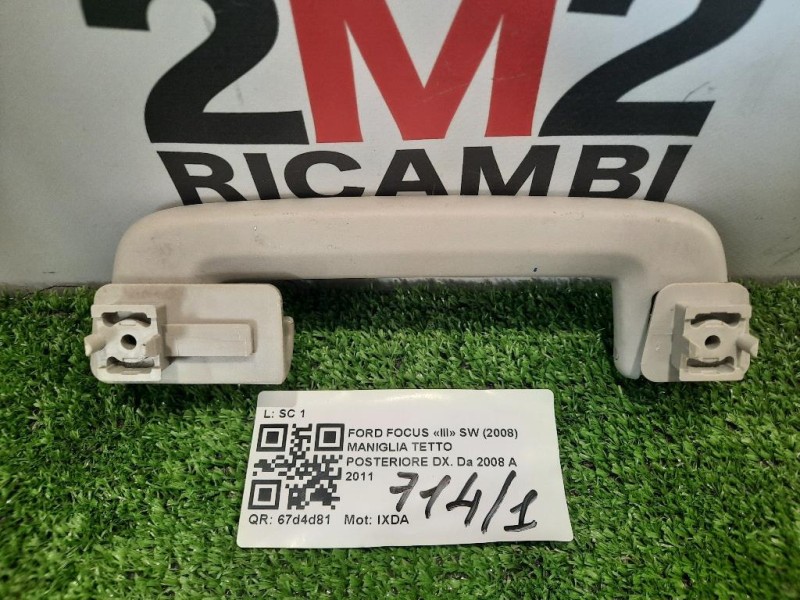 2M2
RICAMBI
L: SC 1
FORD FOCUS «III» SW (2008)
MANIGLIA TETTO
POSTERIORE DX. Da 2008 A
2011
714/1
QR: 67d4d81 Mot: IXDA